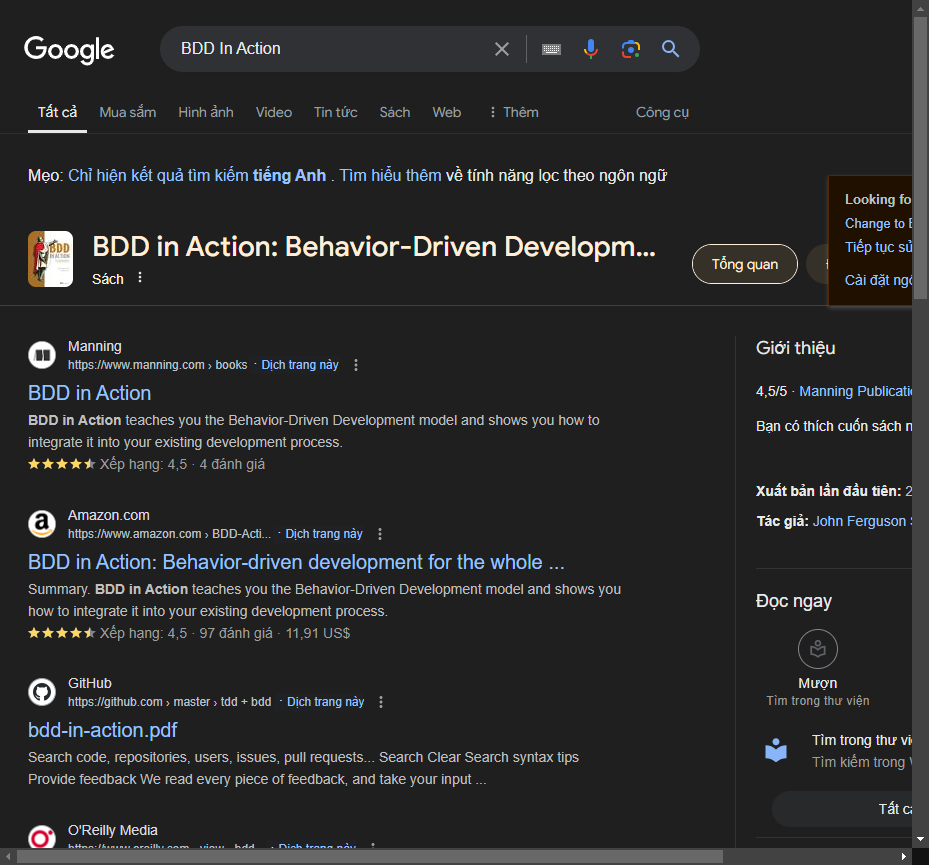 Google
BDD In Action
Tất cả Mua sắm Hình ảnh Video Tin tức Sách Web Thêm Công cụ
Mẹo: Chỉ hiện kết quả tìm kiếm tiếng Anh . Tìm hiểu thêm về tính năng lọc theo ngôn ngữ
Looking fo
Change to E
Tiếp tục sử
Cài đặt ngô
BDD in Action: Behavior-Driven Developm...
Sách
Tổng quan
Manning
https://www.manning.com › books · Dịch trang này
BDD in Action
BDD in Action teaches you the Behavior-Driven Development model and shows you how to
integrate it into your existing development process.
Xếp hạng: 4,5 · 4 đánh giá
Amazon.com
https://www.amazon.com › BDD-Acti... · Dịch trang này
BDD in Action: Behavior-driven development for the whole ...
Summary. BDD in Action teaches you the Behavior-Driven Development model and shows you
how to integrate it into your existing development process.
Xếp hạng: 4,5 · 97 đánh giá · 11,91 US$
GitHub
https://github.com › master › tdd + bdd · Dịch trang này
bdd-in-action.pdf
Search code, repositories, users, issues, pull requests... Search Clear Search syntax tips
Provide feedback We read every piece of feedback, and take your input ...
O'Reilly Media
https://www.oreilly.com › view › bdd... · Dịch trang này
Giới thiệu
4,5/5 · Manning Publicatio
Bạn có thích cuốn sách n
Xuất bản lần đầu tiên: 2
Tác giả: John Ferguson S
Đọc ngay
Mượn
Tìm trong thư viện
Tìm trong thư vi
Tìm kiếm trong W
Tất cả